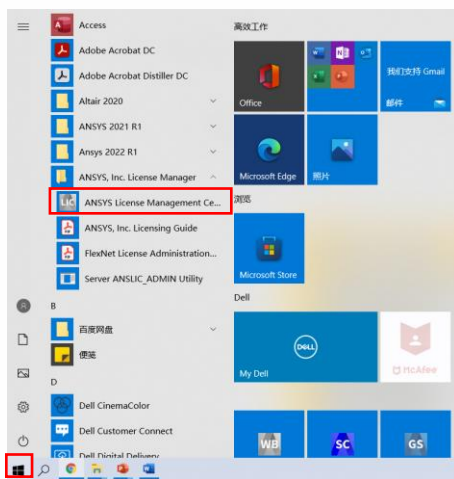 Access
Adobe Acrobat DC
Adobe Acrobat Distiller DC
Altair 2020
ANSYS 2021 R1
Ansys 2022 R1
ANSYS, Inc. License Manager
LIC
ANSYS License Management Ce...
ANSYS, Inc. Licensing Guide
FlexNet License Administration...
Server ANSLIC_ADMIN Utility
B
百度网盘
便笺
D
Dell CinemaColor
Dell Customer Connect
Dell Digital Delivery
高效工作
Office
我们支持 Gmail
邮件
Microsoft Edge
照片
浏览
Microsoft Store
Dell
DELL
My Dell
McAfee
WB
SC
GS